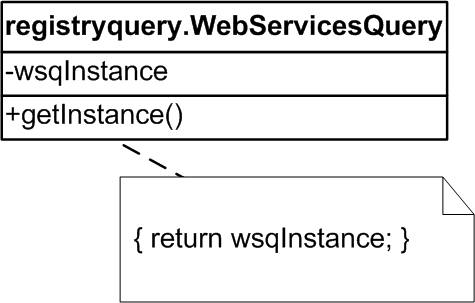 registryquery.WebServicesQuery
-wsqInstance
+getInstance()
{ return wsqInstance; }